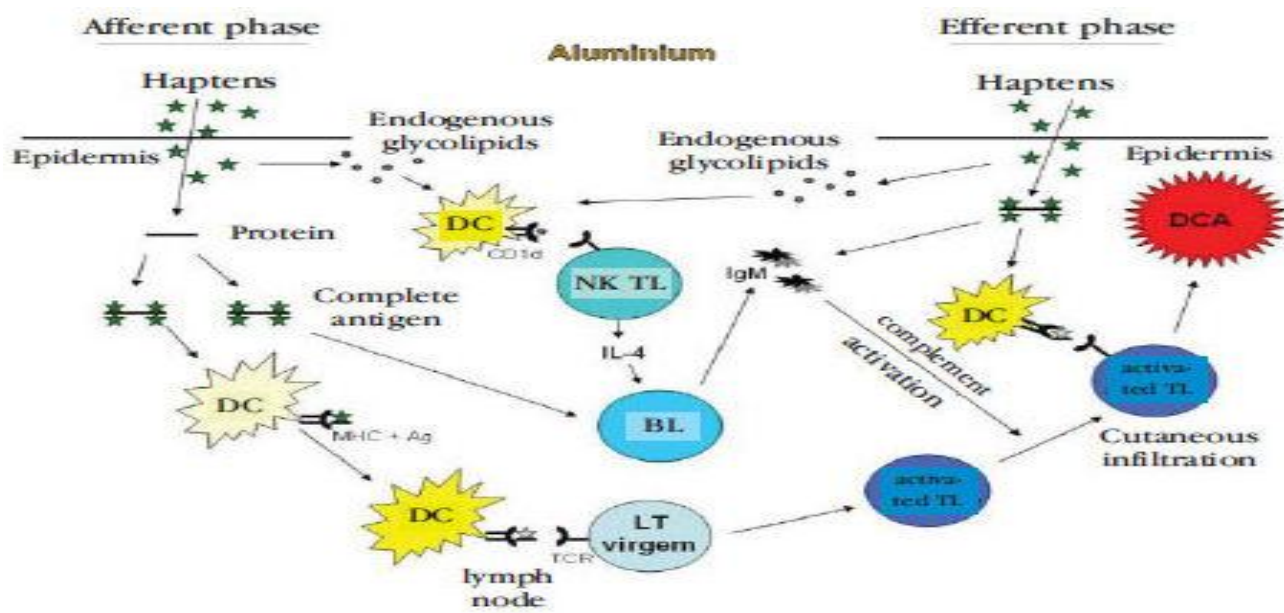 Afferent phase
Efferent phase
Aluminium
Haptens
Haptens
Endogenous
glycolipids
Endogenous
glycolipids
Epidermis
Epidermis
DC
CD1d
DCA
Protein
NK TL
IgM
Complete
antigen
DC
complement
activation
IL-4
activa-
ted TL
DC
MHC + Ag
BL
Cutaneous
infiltration
activa-
ted TL
DC
LT
virgem
TCR
lymph
node